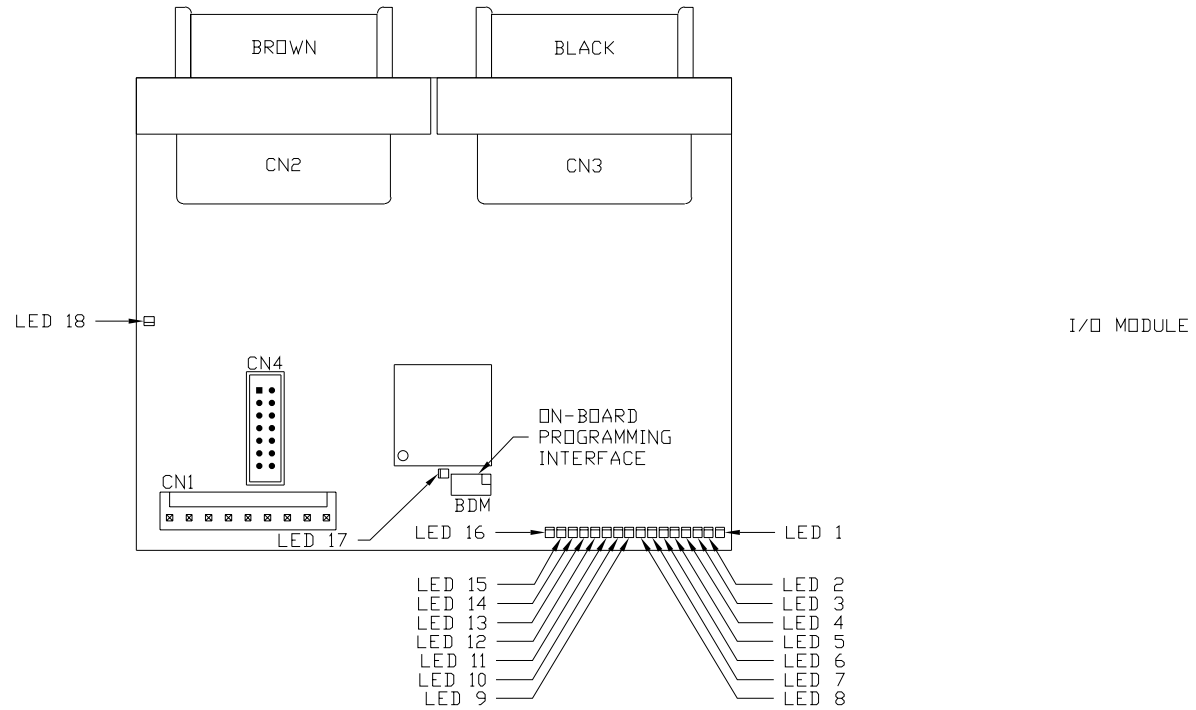 BROWN
BLACK
CN2
CN3
LED 18
I/O MODULE
CN4
ON-BOARD
PROGRAMMING
INTERFACE
CN1
BDM
LED 17
LED 16
LED 1
LED 15
LED 2
LED 14
LED 3
LED 13
LED 4
LED 12
LED 5
LED 11
LED 6
LED 10
LED 7
LED 9
LED 8